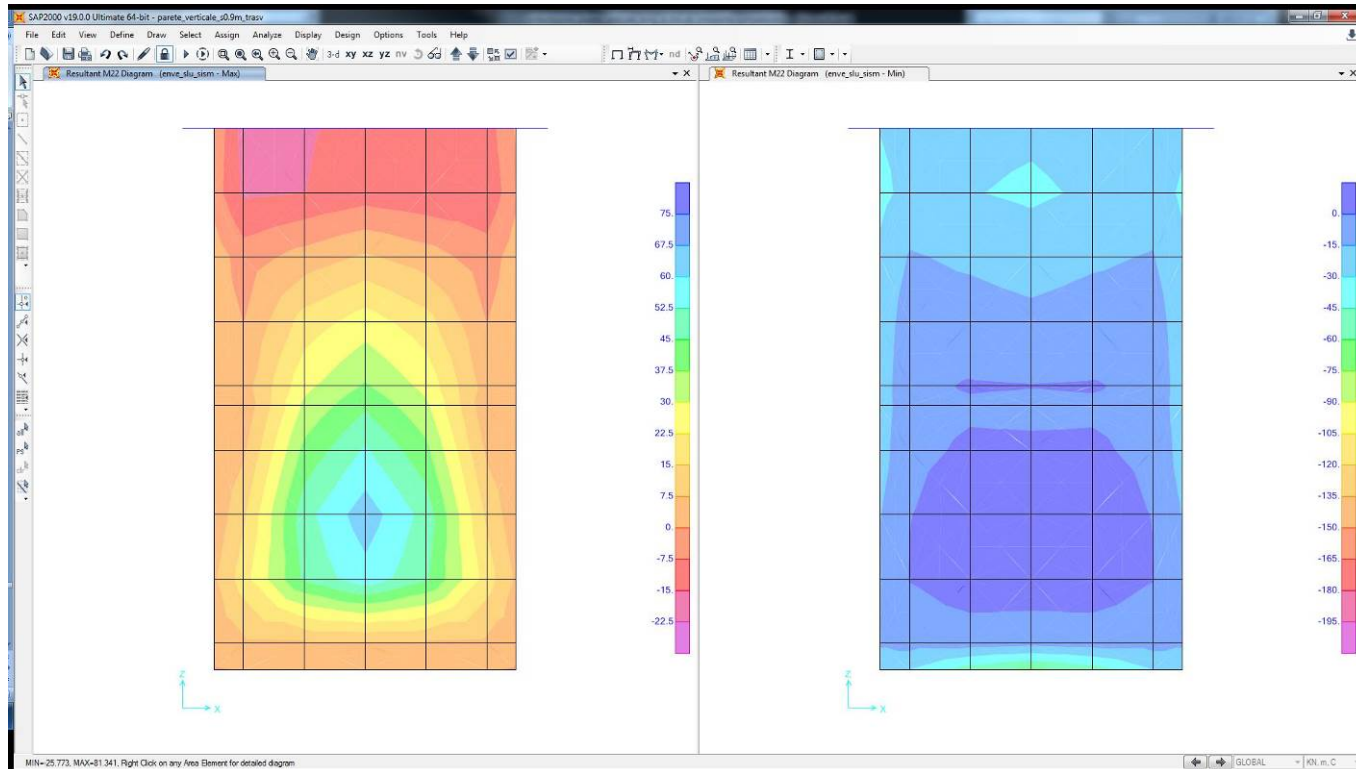 SAP2000 v19.0.0 Ultimate 64-bit - parete_verticale_s0.9m_trasv
File Edit View Define Draw Select Assign Analyze Display Design Options Tools Help
3-d xy xz yz nv
nd
Resultant M22 Diagram (enve_slu_sism - Max)
Resultant M22 Diagram (enve_slu_sism - Min)
75.
67.5
60.
52.5
45.
37.5
30.
22.5
15.
7.5
0.
-7.5
-15.
-22.5
Z
X
0.
-15.
-30.
-45.
-60.
-75.
-90.
-105.
-120.
-135.
-150.
-165.
-180.
-195.
Z
X
MIN=-25.773, MAX=81.341, Right Click on any Area Element for detailed diagram
GLOBAL
KN, m, C